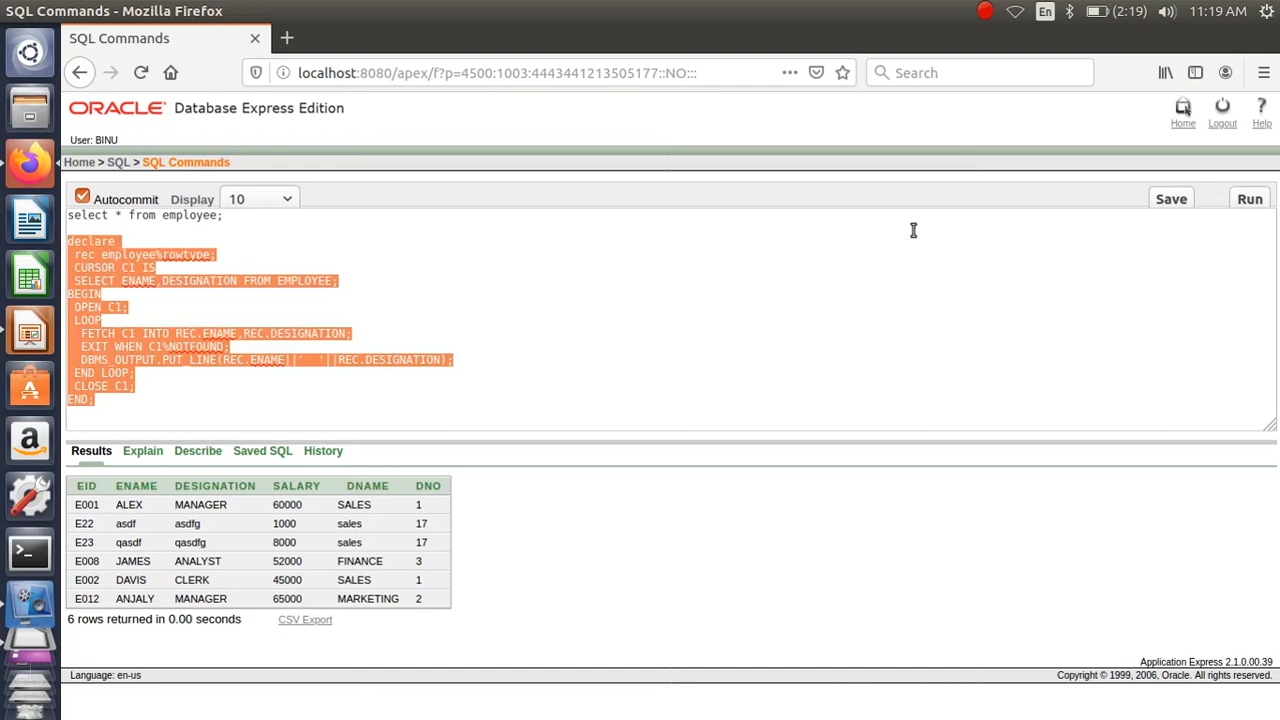 SQL Commands - Mozilla Firefox
En
(2:19)
11:19 AM
SQL Commands
localhost:8080/apex/f?p=4500:1003:4443441213505177::NO:::
Search
ORACLE Database Express Edition
Home
Logout
Help
User: BINU
Home > SQL > SQL Commands
Autocommit Display 10
Save
Run
select * from employee;
declare
rec employee%rowtype;
CURSOR C1 IS
SELECT ENAME,DESIGNATION FROM EMPLOYEE;
BEGIN
OPEN C1;
LOOP
FETCH C1 INTO REC.ENAME,REC.DESIGNATION;
EXIT WHEN C1%NOTFOUND;
DBMS_OUTPUT.PUT_LINE(REC.ENAME||'  '||REC.DESIGNATION);
END LOOP;
CLOSE C1;
END;
Results Explain Describe Saved SQL History
EID ENAME DESIGNATION SALARY DNAME DNO
E001 ALEX MANAGER 60000 SALES 1
E22 asdf asdfg 1000 sales 17
E23 qasdf qasdfg 8000 sales 17
E008 JAMES ANALYST 52000 FINANCE 3
E002 DAVIS CLERK 45000 SALES 1
E012 ANJALY MANAGER 65000 MARKETING 2
6 rows returned in 0.00 seconds
CSV Export
Application Express 2.1.0.00.39
Language: en-us
Copyright © 1999, 2006, Oracle. All rights reserved.